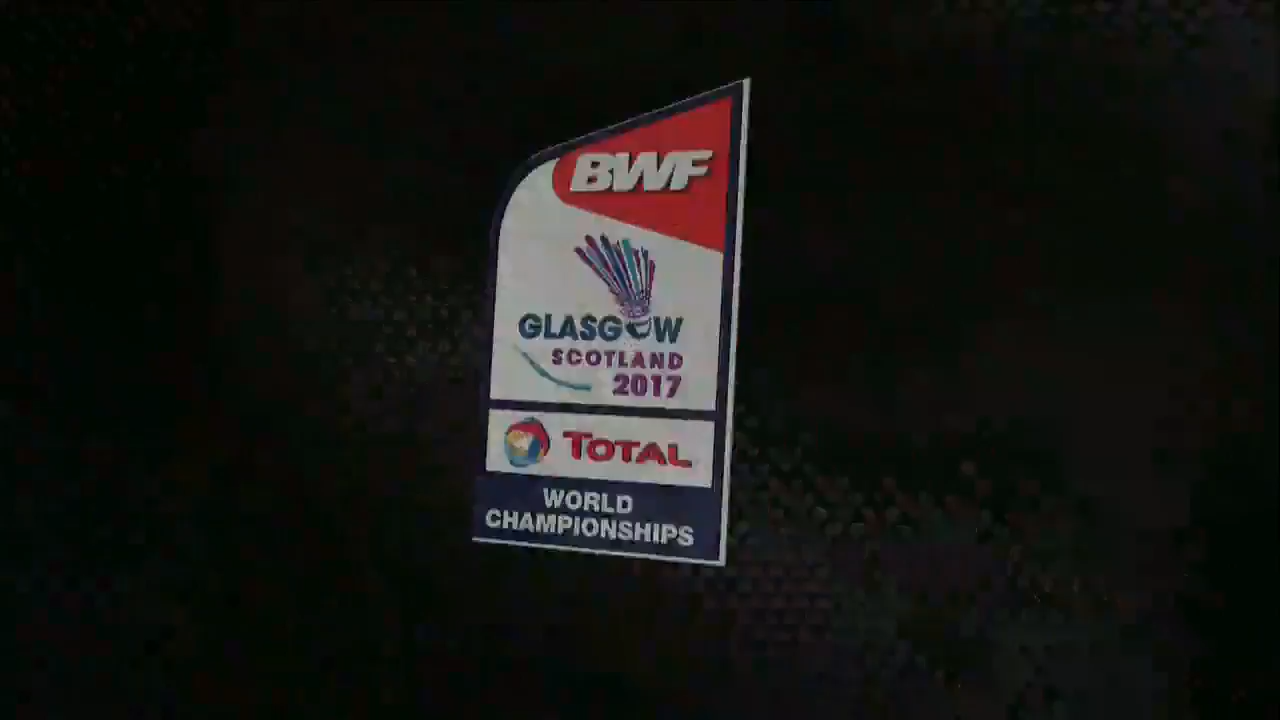 BWF
GLASGOW
SCOTLAND
2017
TOTAL
WORLD
CHAMPIONSHIPS